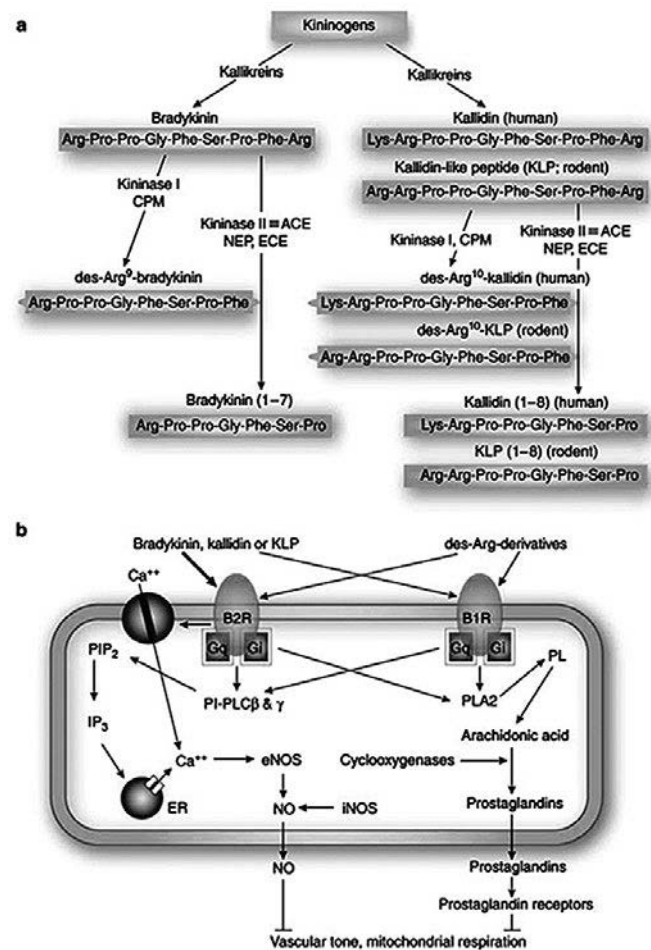 a
Kininogens
Kallikreins
Kallikreins
Bradykinin
Arg-Pro-Pro-Gly-Phe-Ser-Pro-Phe-Arg
Kallidin (human)
Lys-Arg-Pro-Pro-Gly-Phe-Ser-Pro-Phe-Arg
Kallidin-like peptide (KLP; rodent)
Arg-Arg-Pro-Pro-Gly-Phe-Ser-Pro-Phe-Arg
Kininase I
CPM
Kininase II≡ACE
NEP, ECE
Kininase I, CPM
Kininase II≡ACE
NEP, ECE
des-Arg⁹-bradykinin
Arg-Pro-Pro-Gly-Phe-Ser-Pro-Phe
des-Arg¹⁰-kallidin (human)
Lys-Arg-Pro-Pro-Gly-Phe-Ser-Pro-Phe
des-Arg¹⁰-KLP (rodent)
Arg-Arg-Pro-Pro-Gly-Phe-Ser-Pro-Phe
Bradykinin (1–7)
Arg-Pro-Pro-Gly-Phe-Ser-Pro
Kallidin (1–8) (human)
Lys-Arg-Pro-Pro-Gly-Phe-Ser-Pro
KLP (1–8) (rodent)
Arg-Arg-Pro-Pro-Gly-Phe-Ser-Pro
b
Bradykinin, kallidin or KLP
des-Arg-derivatives
Ca⁺⁺
B2R
B1R
Gq
Gi
Gq
Gi
PIP₂
PL
PI-PLCβ & γ
PLA2
IP₃
Arachidonic acid
Ca⁺⁺
eNOS
Cyclooxygenases
ER
NO
iNOS
Prostaglandins
NO
Prostaglandins
Prostaglandin receptors
Vascular tone, mitochondrial respiration